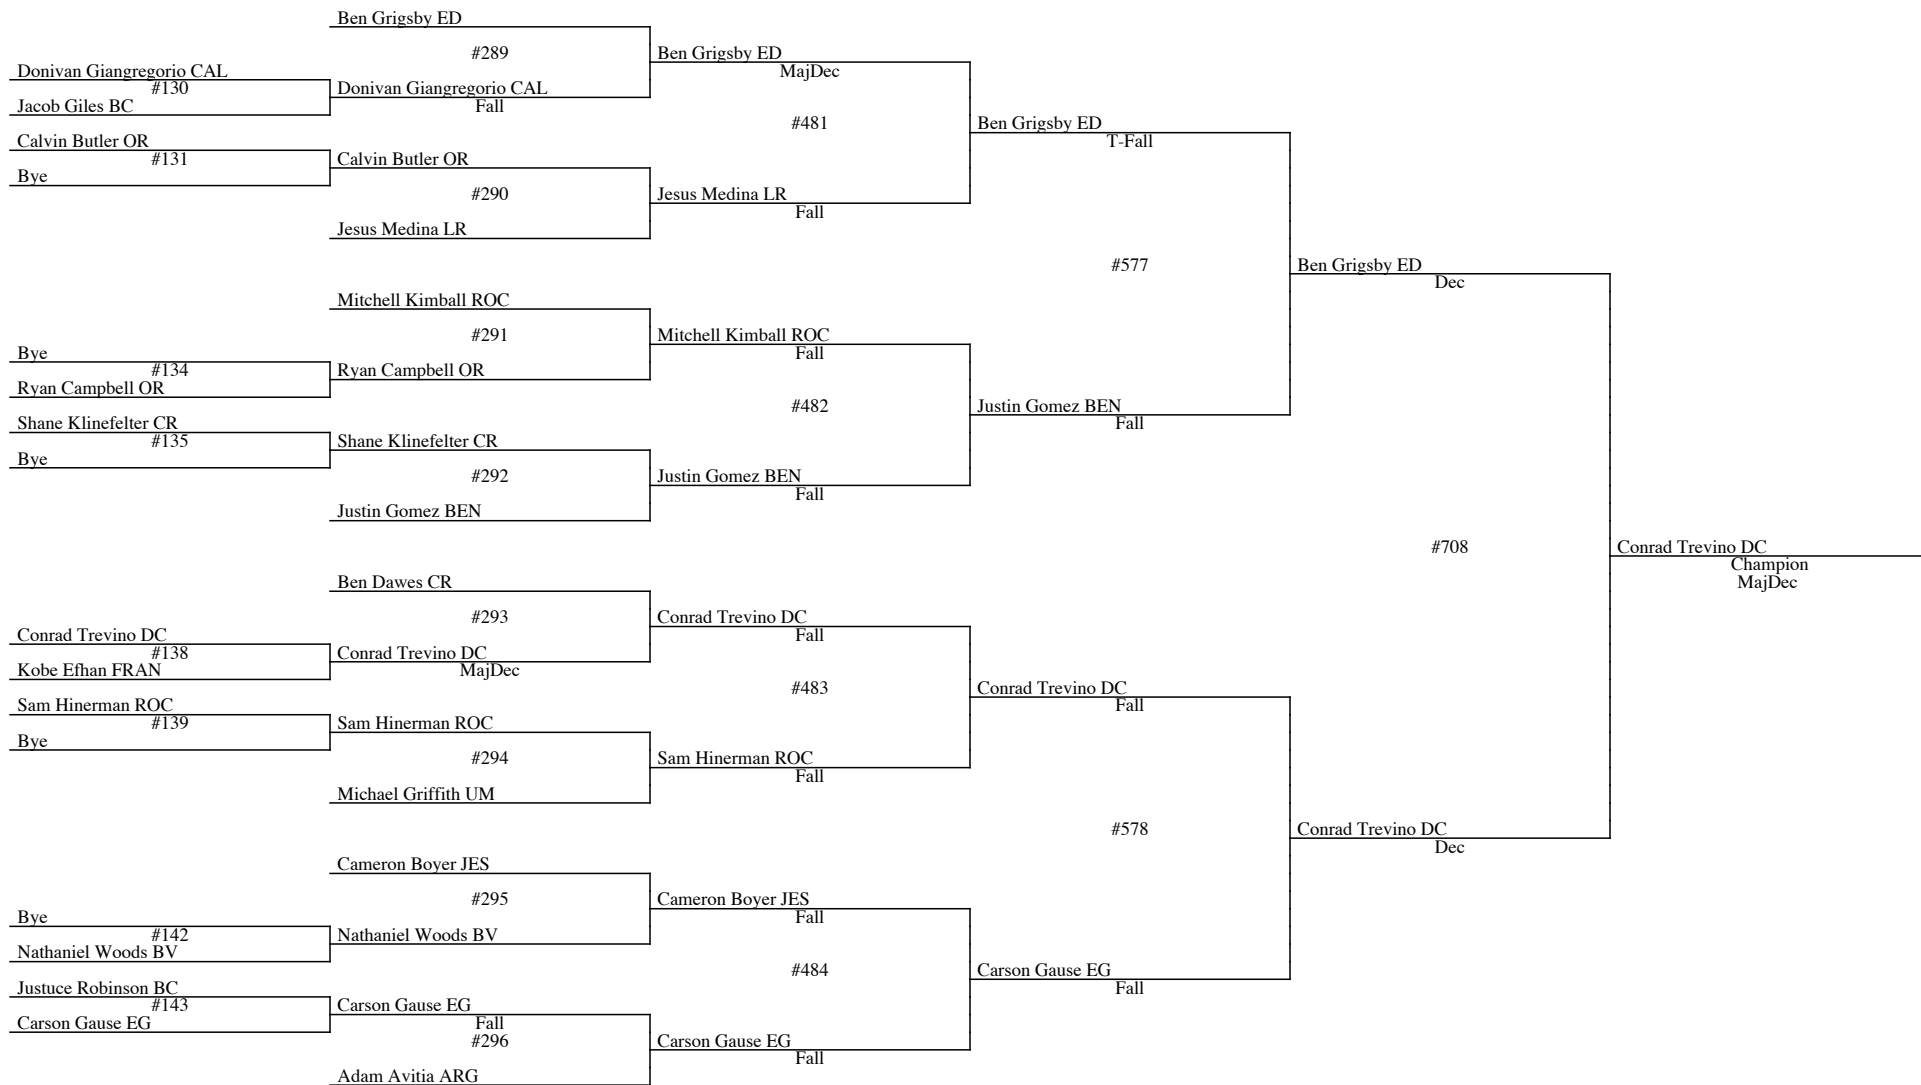 Ben Grigsby ED
#289
Ben Grigsby ED
MajDec
Donivan Giangregorio CAL
#130
Donivan Giangregorio CAL
Fall
Jacob Giles BC
#481
Ben Grigsby ED
T-Fall
Calvin Butler OR
#131
Calvin Butler OR
Bye
#290
Jesus Medina LR
Fall
Jesus Medina LR
#577
Ben Grigsby ED
Dec
Mitchell Kimball ROC
#291
Mitchell Kimball ROC
Fall
Bye
#134
Ryan Campbell OR
Ryan Campbell OR
#482
Justin Gomez BEN
Fall
Shane Klinefelter CR
#135
Shane Klinefelter CR
Bye
#292
Justin Gomez BEN
Fall
Justin Gomez BEN
#708
Conrad Trevino DC
Champion
MajDec
Ben Dawes CR
#293
Conrad Trevino DC
Fall
Conrad Trevino DC
#138
Conrad Trevino DC
MajDec
Kobe Efhan FRAN
#483
Conrad Trevino DC
Fall
Sam Hinerman ROC
#139
Sam Hinerman ROC
Bye
#294
Sam Hinerman ROC
Fall
Michael Griffith UM
#578
Conrad Trevino DC
Dec
Cameron Boyer JES
#295
Cameron Boyer JES
Fall
Bye
#142
Nathaniel Woods BV
Nathaniel Woods BV
#484
Carson Gause EG
Fall
Justuce Robinson BC
#143
Carson Gause EG
Fall
Carson Gause EG
#296
Carson Gause EG
Fall
Adam Avitia ARG